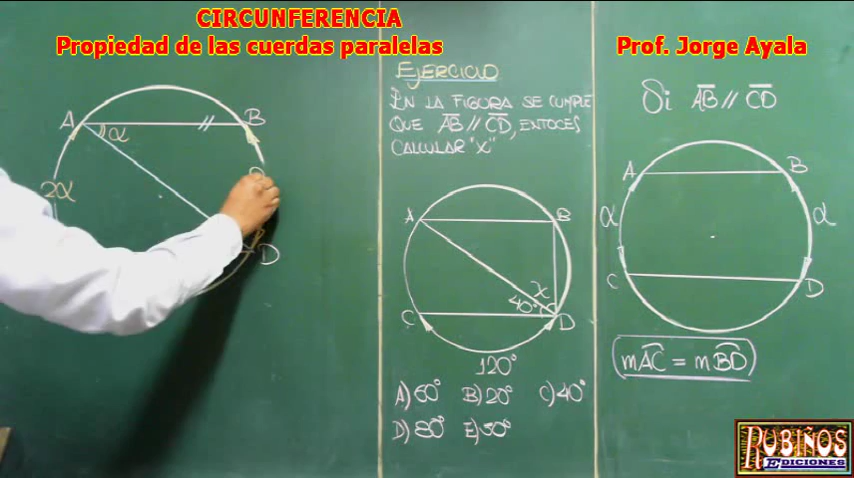 CIRCUNFERENCIA
Propiedad de las cuerdas paralelas
Prof. Jorge Ayala
A
B
α
2α
D
EJERCICIO
EN LA FIGURA SE CUMPLE
QUE AB // CD, ENTOCES
CALCULAR "X"
A
B
x
40°
C
D
120°
A) 60° B) 20° C) 40°
D) 80° E) 50°
Si AB // CD
A
B
α
α
C
D
mAC = mBD
RUBIÑOS
EDICIONES